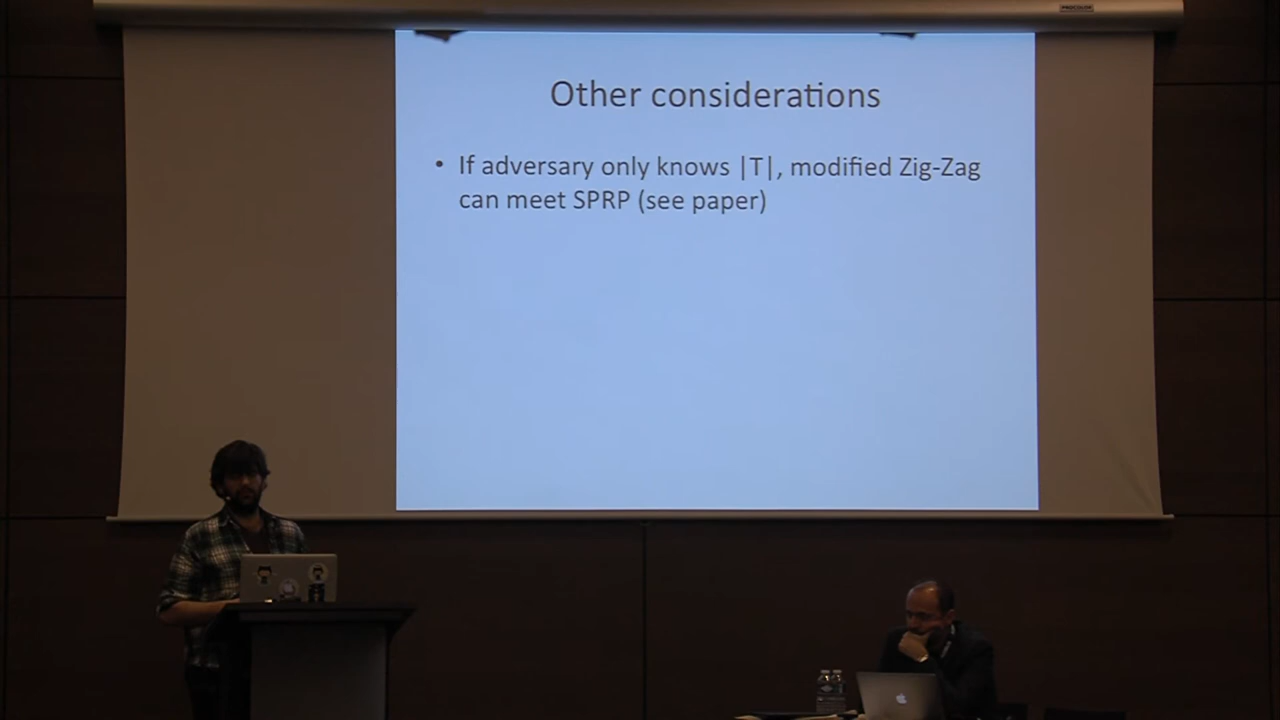 Other considerations
• If adversary only knows |T|, modified Zig-Zag
can meet SPRP (see paper)